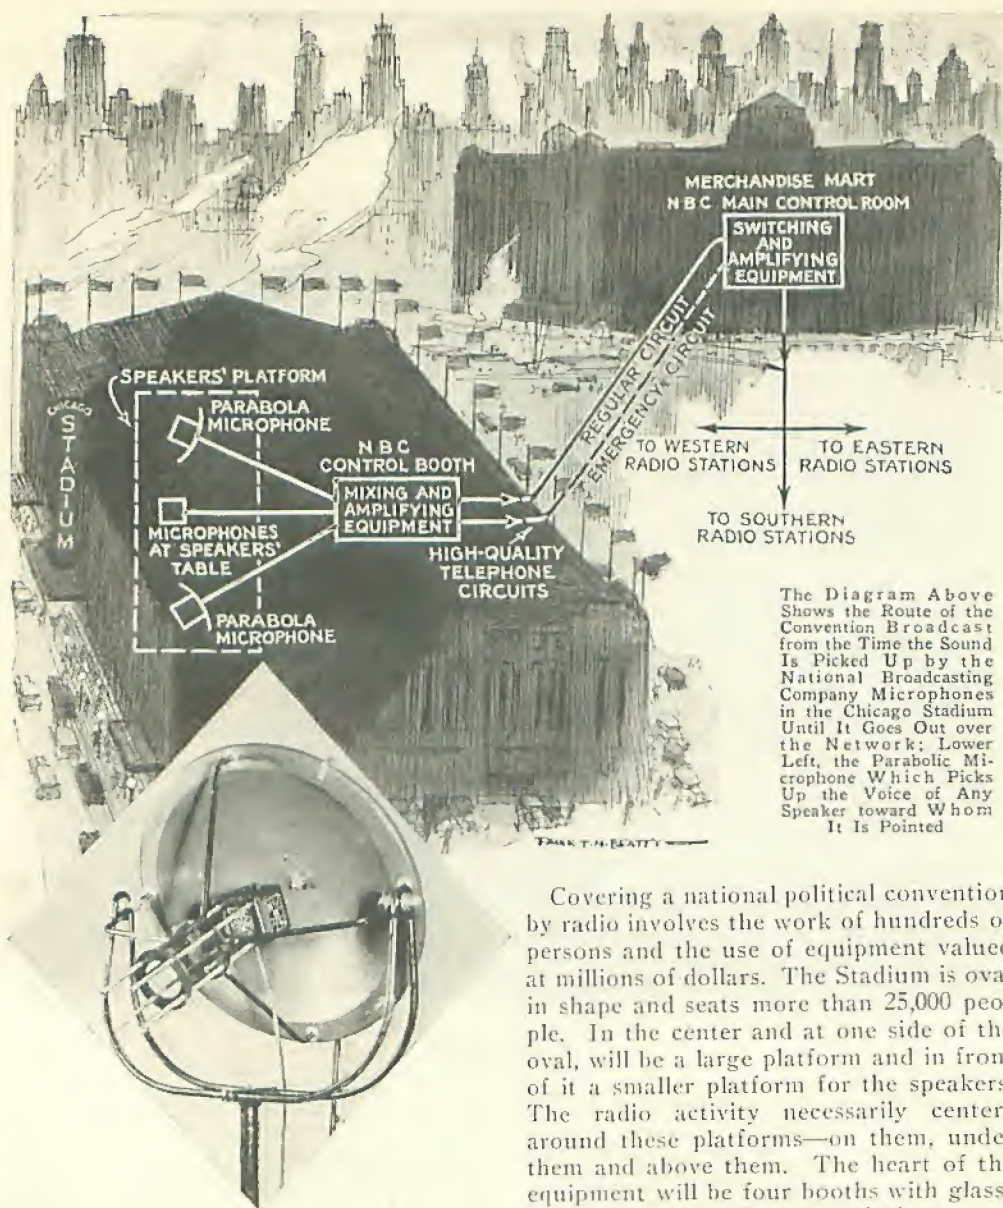 MERCHANDISE MART
NBC MAIN CONTROL ROOM
SWITCHING
AND
AMPLIFYING
EQUIPMENT
REGULAR CIRCUIT
EMERGENCY CIRCUIT
SPEAKERS' PLATFORM
PARABOLA
MICROPHONE
CHICAGO
STADIUM
NBC
CONTROL BOOTH
MIXING AND
AMPLIFYING
EQUIPMENT
MICROPHONES
AT SPEAKERS'
TABLE
HIGH-QUALITY
TELEPHONE
CIRCUITS
PARABOLA
MICROPHONE
TO WESTERN
RADIO STATIONS
TO EASTERN
RADIO STATIONS
TO SOUTHERN
RADIO STATIONS
The Diagram Above
Shows the Route of the
Convention Broadcast
from the Time the Sound
Is Picked Up by the
National Broadcasting
Company Microphones
in the Chicago Stadium
Until It Goes Out over
the Network; Lower
Left, the Parabolic Mi-
crophone Which Picks
Up the Voice of Any
Speaker toward Whom
It Is Pointed
Covering a national political convention
by radio involves the work of hundreds o
persons and the use of equipment value
at millions of dollars. The Stadium is ova
in shape and seats more than 25,000 peo
ple. In the center and at one side of th
oval, will be a large platform and in fron
of it a smaller platform for the speakers
The radio activity necessarily center
around these platforms—on them, unde
them and above them. The heart of th
equipment will be four booths with glass